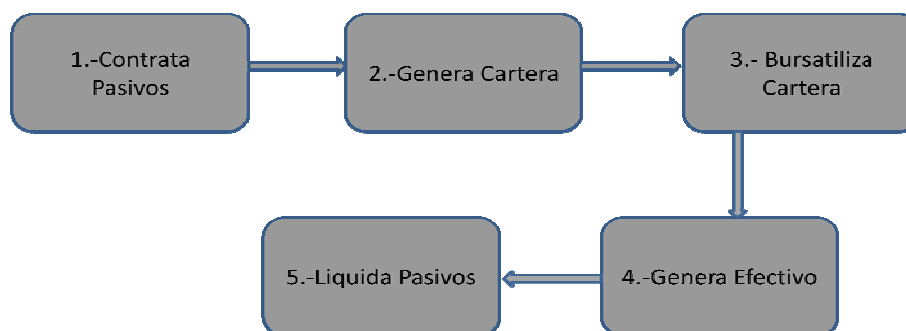 1.-Contrata
Pasivos
2.-Genera Cartera
3.- Bursatiliza
Cartera
4.-Genera Efectivo
5.-Liquida Pasivos